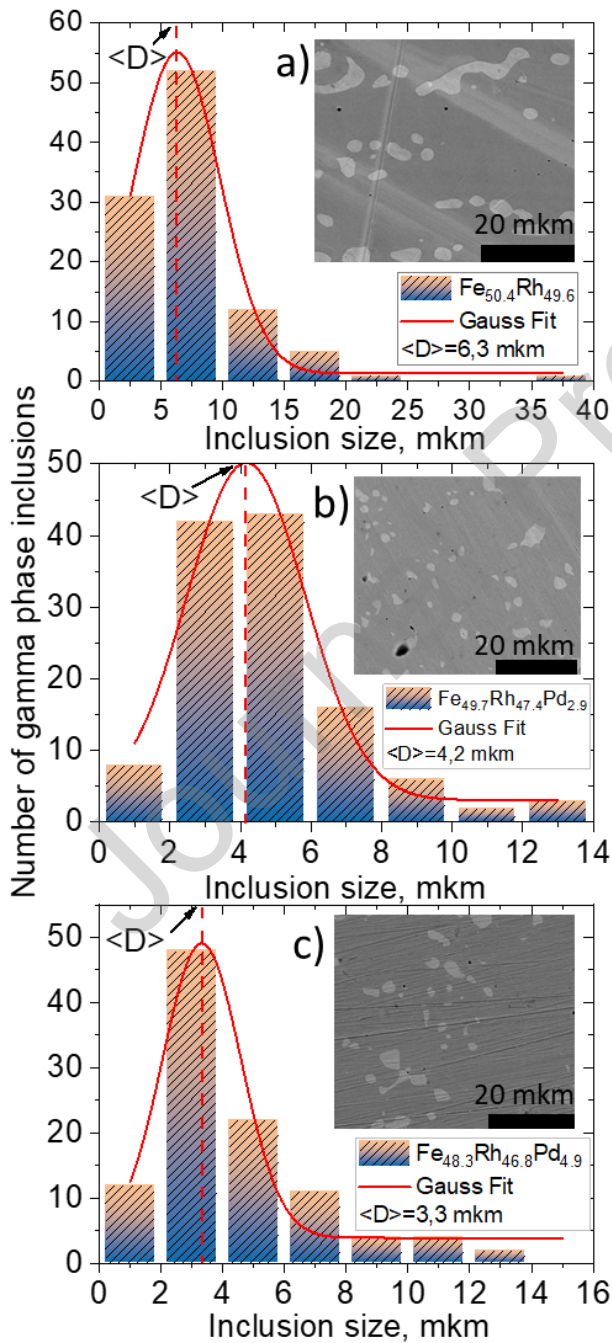 Number of gamma phase inclusions
60
50
40
30
20
10
0
<D>
a)
20 mkm
Fe50.4Rh49.6
Gauss Fit
<D>=6,3 mkm
0 5 10 15 20 25 30 35 40
Inclusion size, mkm
50
40
30
20
10
0
<D>
b)
20 mkm
Fe49.7Rh47.4Pd2.9
Gauss Fit
<D>=4,2 mkm
0 2 4 6 8 10 12 14
Inclusion size, mkm
50
40
30
20
10
0
<D>
c)
20 mkm
Fe48.3Rh46.8Pd4.9
Gauss Fit
<D>=3,3 mkm
0 2 4 6 8 10 12 14 16
Inclusion size, mkm